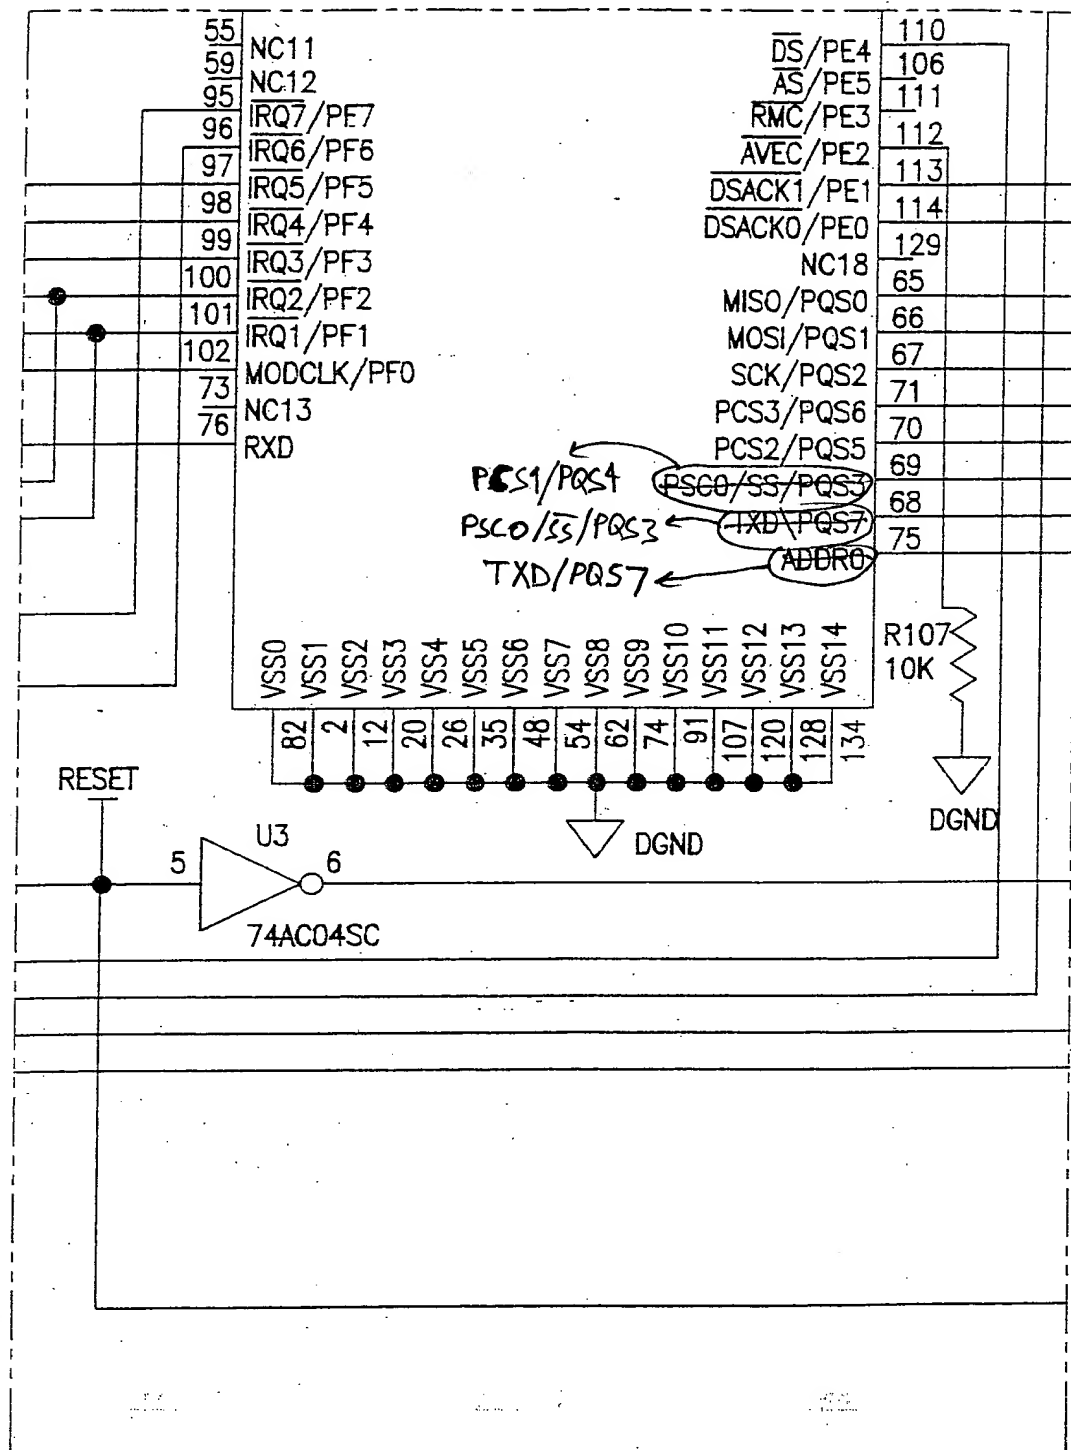 55
NC11
59
NC12
95
IRQ7/PF7
96
IRQ6/PF6
97
IRQ5/PF5
98
IRQ4/PF4
99
IRQ3/PF3
100
IRQ2/PF2
101
IRQ1/PF1
102
MODCLK/PF0
73
NC13
76
RXD
110
DS/PE4
106
AS/PE5
111
RMC/PE3
112
AVEC/PE2
113
DSACK1/PE1
114
DSACK0/PE0
129
NC18
65
MISO/PQS0
66
MOSI/PQS1
67
SCK/PQS2
71
PCS3/PQS6
70
PCS2/PQS5
69
PCS1/PQS4 PSC0/SS/PQS3
68
PSC0/SS/PQS3 TXD\PQS7
75
TXD/PQS7 ADDR0
VSS0
VSS1
VSS2
VSS3
VSS4
VSS5
VSS6
VSS7
VSS8
VSS9
VSS10
VSS11
VSS12
VSS13
VSS14
82
2
12
20
26
35
48
54
62
74
91
107
120
128
134
R107
10K
DGND
DGND
RESET
U3
5
6
74AC04SC